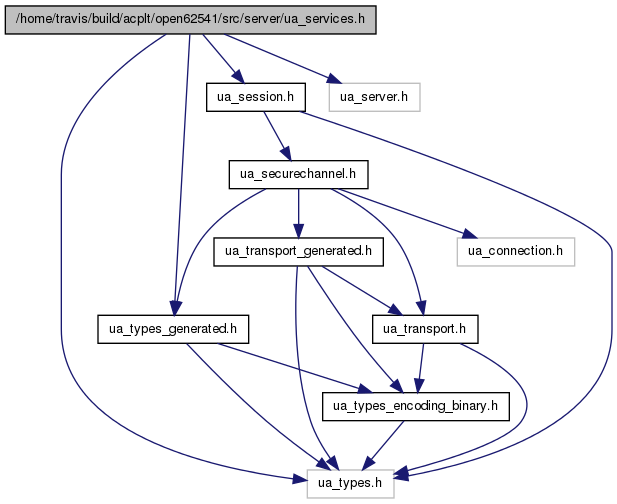 /home/travis/build/acplt/open62541/src/server/ua_services.h
ua_session.h
ua_server.h
ua_securechannel.h
ua_transport_generated.h
ua_connection.h
ua_types_generated.h
ua_transport.h
ua_types_encoding_binary.h
ua_types.h